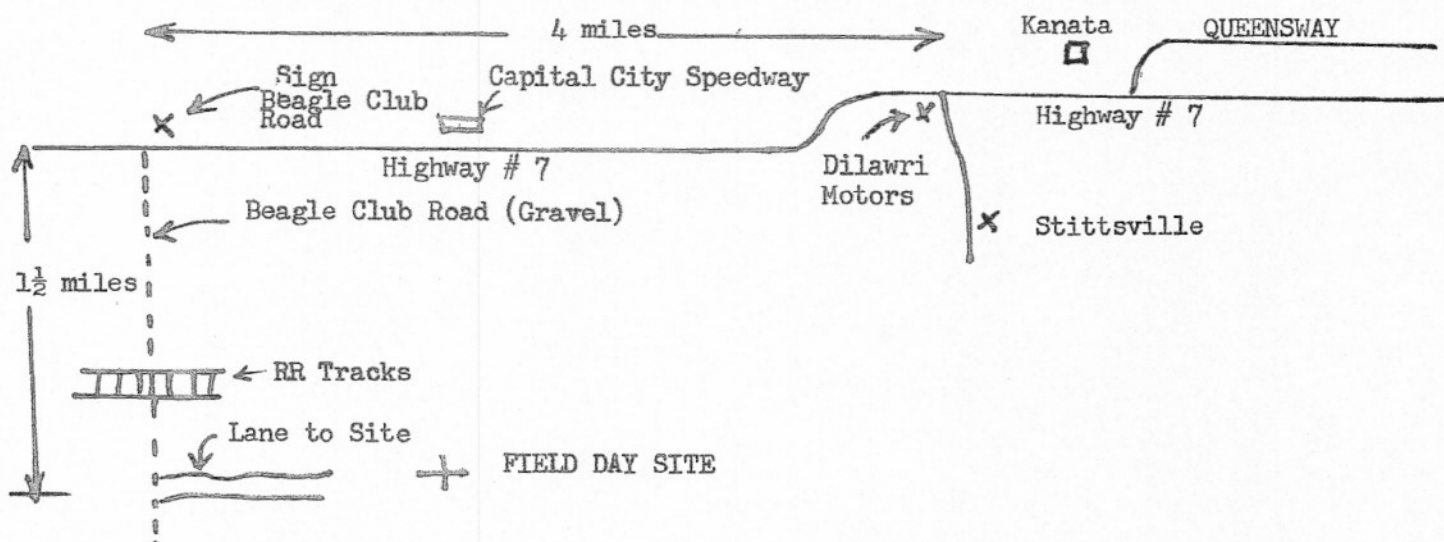 4 miles
Kanata
QUEENSWAY
Sign
Beagle Club
Road
Capital City Speedway
Highway # 7
Highway # 7
Dilawri
Motors
Beagle Club Road (Gravel)
Stittsville
1½ miles
RR Tracks
Lane to Site
FIELD DAY SITE